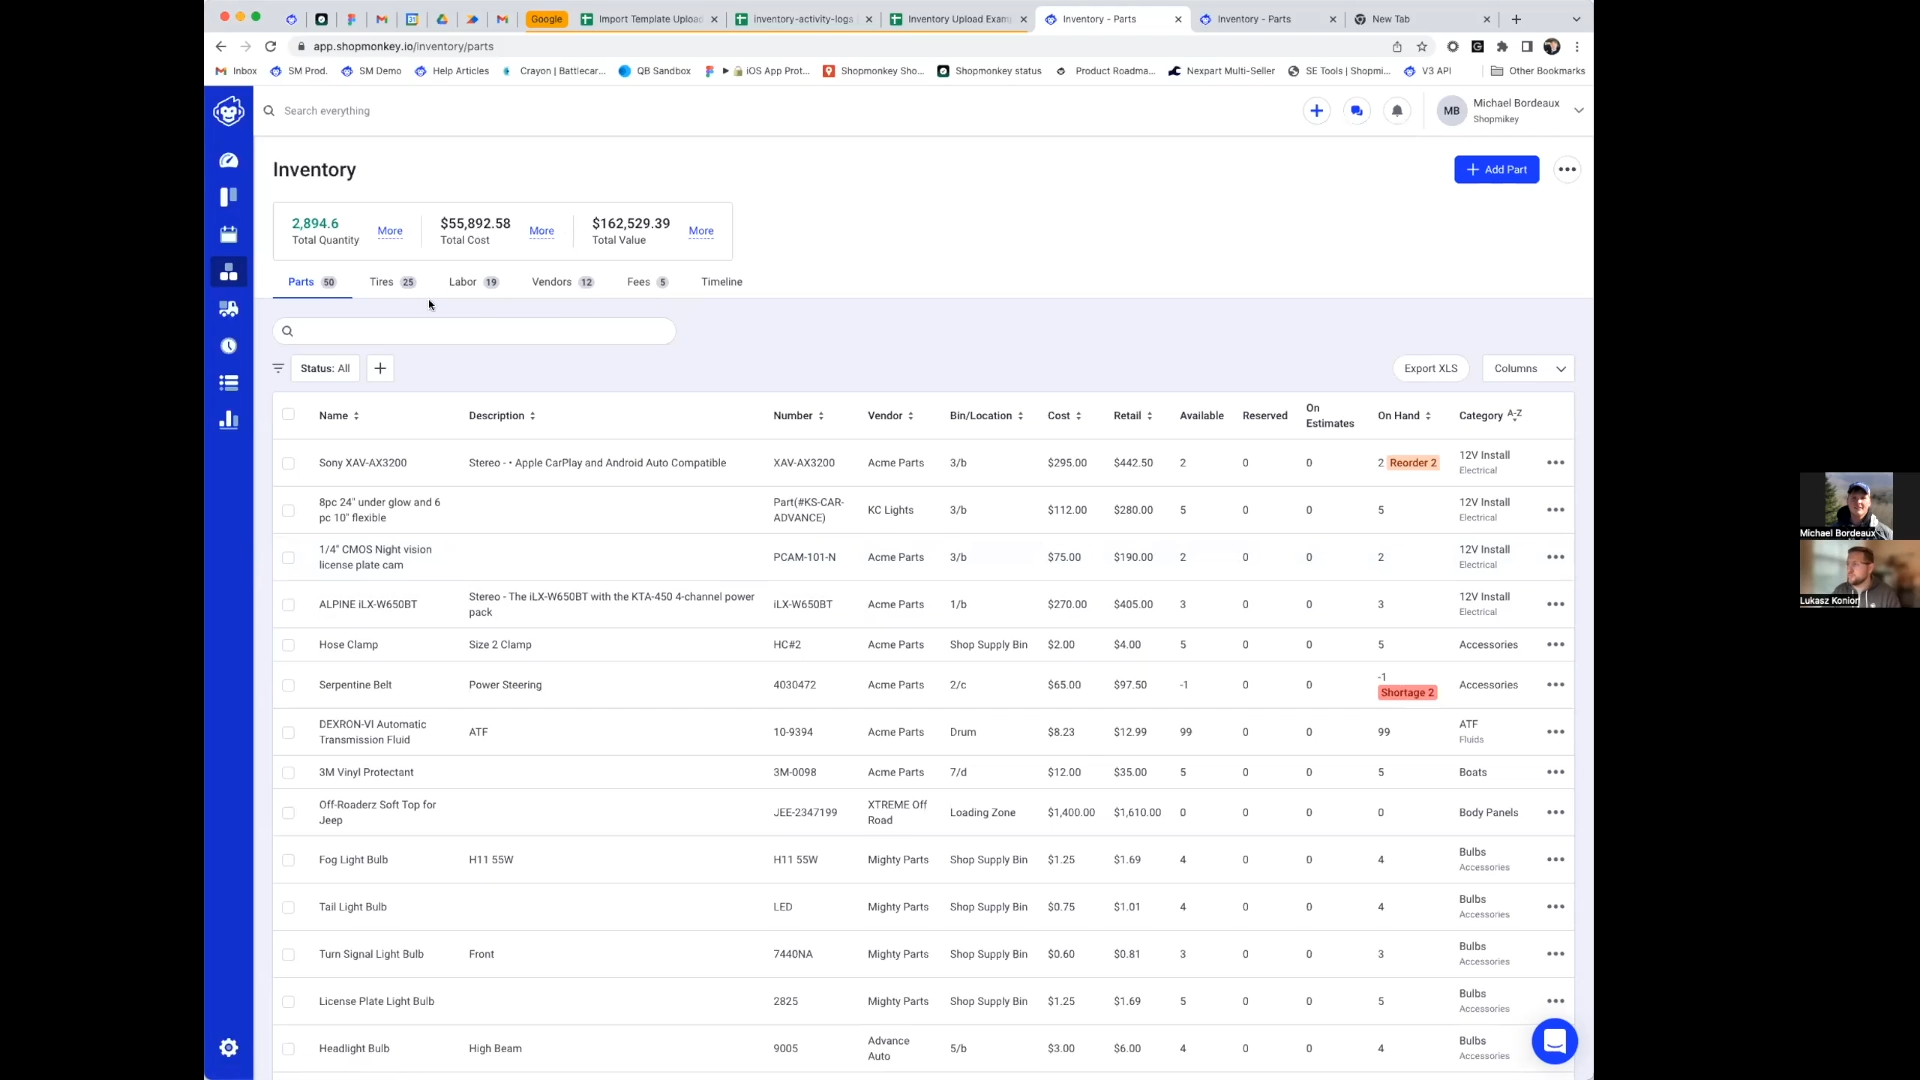 Google
Import Template Upload
inventory-activity-logs
Inventory Upload Exam
Inventory - Parts
Inventory - Parts
New Tab
app.shopmonkey.io/inventory/parts
Inbox
SM Prod.
SM Demo
Help Articles
Crayon | Battlecar...
QB Sandbox
iOS App Prot...
Shopmonkey Sho...
Shopmonkey status
Product Roadma...
Nexpart Multi-Seller
SE Tools | Shopmi...
V3 API
Other Bookmarks
Search everything
MB
Michael Bordeaux
Shopmikey
Inventory
Add Part
2,894.6
Total Quantity
More
$55,892.58
Total Cost
More
$162,529.39
Total Value
More
Parts 50
Tires 25
Labor 19
Vendors 12
Fees 5
Timeline
Status: All
Export XLS
Columns
Name Description Number Vendor Bin/Location Cost Retail Available Reserved On Estimates On Hand Category A-Z
Sony XAV-AX3200 Stereo - • Apple CarPlay and Android Auto Compatible XAV-AX3200 Acme Parts 3/b $295.00 $442.50 2 0 0 2 Reorder 2 12V Install
Electrical
8pc 24" under glow and 6
pc 10" flexible
Part(#KS-CAR-
ADVANCE)
KC Lights 3/b $112.00 $280.00 5 0 0 5 12V Install
Electrical
1/4" CMOS Night vision
license plate cam
PCAM-101-N Acme Parts 3/b $75.00 $190.00 2 0 0 2 12V Install
Electrical
ALPINE iLX-W650BT Stereo - The iLX-W650BT with the KTA-450 4-channel power
pack
iLX-W650BT Acme Parts 1/b $270.00 $405.00 3 0 0 3 12V Install
Electrical
Hose Clamp Size 2 Clamp HC#2 Acme Parts Shop Supply Bin $2.00 $4.00 5 0 0 5 Accessories
Serpentine Belt Power Steering 4030472 Acme Parts 2/c $65.00 $97.50 -1 0 0 -1
Shortage 2
Accessories
DEXRON-VI Automatic
Transmission Fluid
ATF 10-9394 Acme Parts Drum $8.23 $12.99 99 0 0 99 ATF
Fluids
3M Vinyl Protectant 3M-0098 Acme Parts 7/d $12.00 $35.00 5 0 0 5 Boats
Off-Roaderz Soft Top for
Jeep
JEE-2347199 XTREME Off
Road
Loading Zone $1,400.00 $1,610.00 0 0 0 0 Body Panels
Fog Light Bulb H11 55W H11 55W Mighty Parts Shop Supply Bin $1.25 $1.69 4 0 0 4 Bulbs
Accessories
Tail Light Bulb LED Mighty Parts Shop Supply Bin $0.75 $1.01 4 0 0 4 Bulbs
Accessories
Turn Signal Light Bulb Front 7440NA Mighty Parts Shop Supply Bin $0.60 $0.81 3 0 0 3 Bulbs
Accessories
License Plate Light Bulb 2825 Mighty Parts Shop Supply Bin $1.25 $1.69 5 0 0 5 Bulbs
Accessories
Headlight Bulb High Beam 9005 Advance
Auto
5/b $3.00 $6.00 4 0 0 4 Bulbs
Accessories
Michael Bordeaux
Lukasz Konior